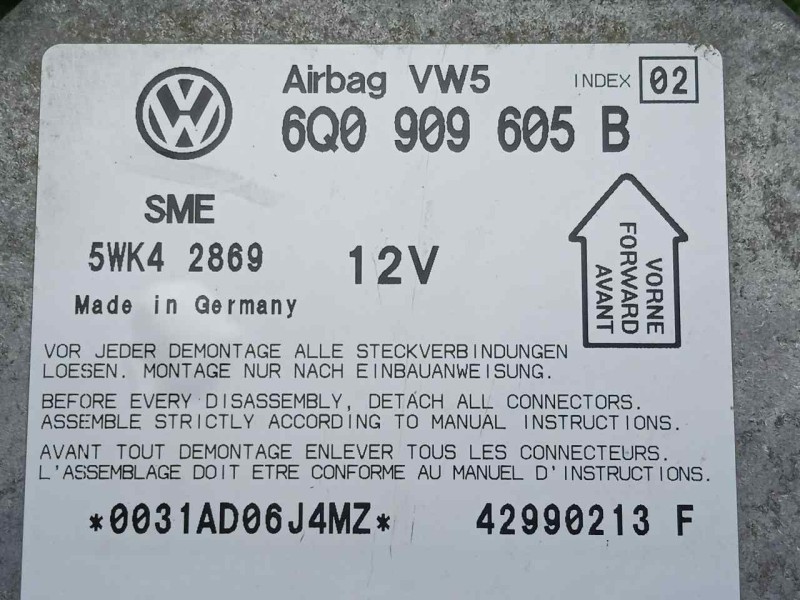 Airbag VW5 INDEX 02
6Q0 909 605 B
SME
5WK4 2869 12V
Made in Germany
VORNE
FORWARD
AVANT
VOR JEDER DEMONTAGE ALLE STECKVERBINDUNGEN
LOESEN. MONTAGE NUR NACH EINBAUANWEISUNG.
BEFORE EVERY DISASSEMBLY, DETACH ALL CONNECTORS.
ASSEMBLE STRICTLY ACCORDING TO MANUAL INSTRUCTIONS.
AVANT TOUT DEMONTAGE ENLEVER TOUS LES CONNECTEURS.
L'ASSEMBLAGE DOIT ETRE CONFORME AU MANUEL D'INSTRUCTIONS.
*0031AD06J4MZ* 42990213 F